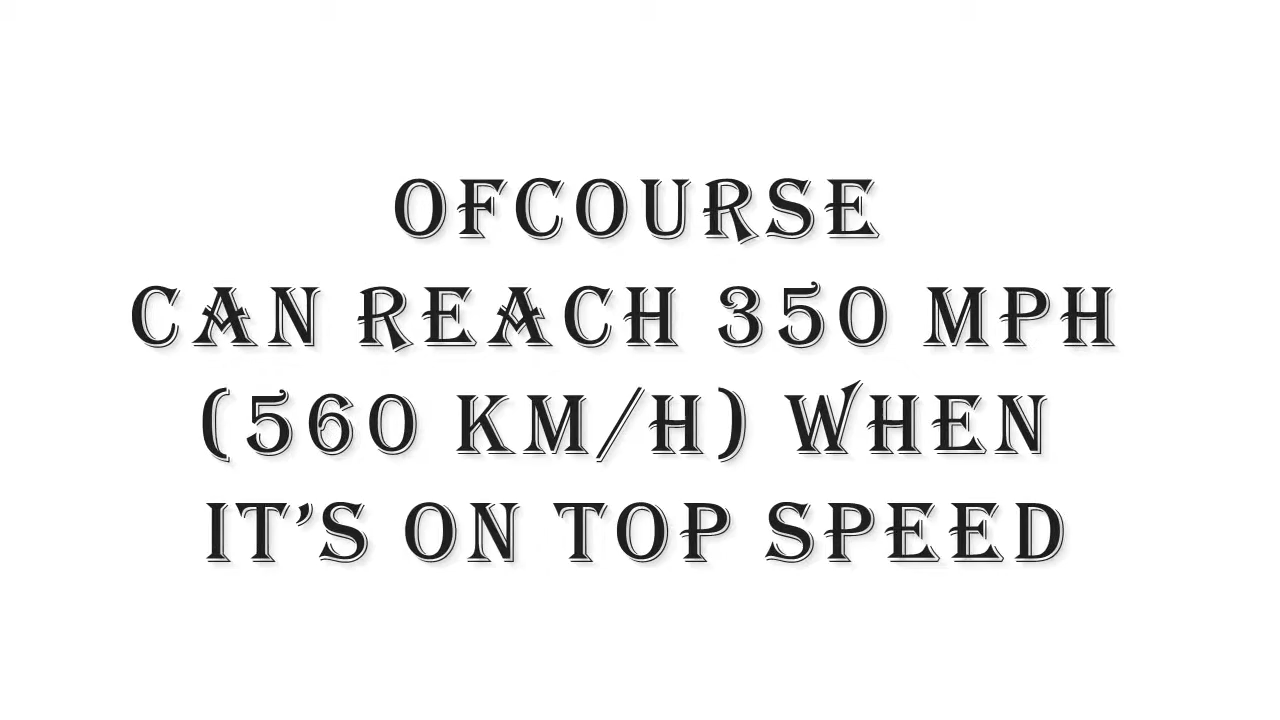 OFCOURSE
CAN REACH 350 MPH
(560 KM/H) WHEN
IT’S ON TOP SPEED